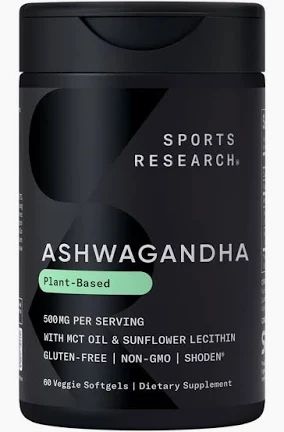 SPORTS
RESEARCH®
ASHWAGANDHA
Plant-Based
500MG PER SERVING
WITH MCT OIL & SUNFLOWER LECITHIN
GLUTEN-FREE | NON-GMO | SHODEN®
60 Veggie Softgels | Dietary Supplement